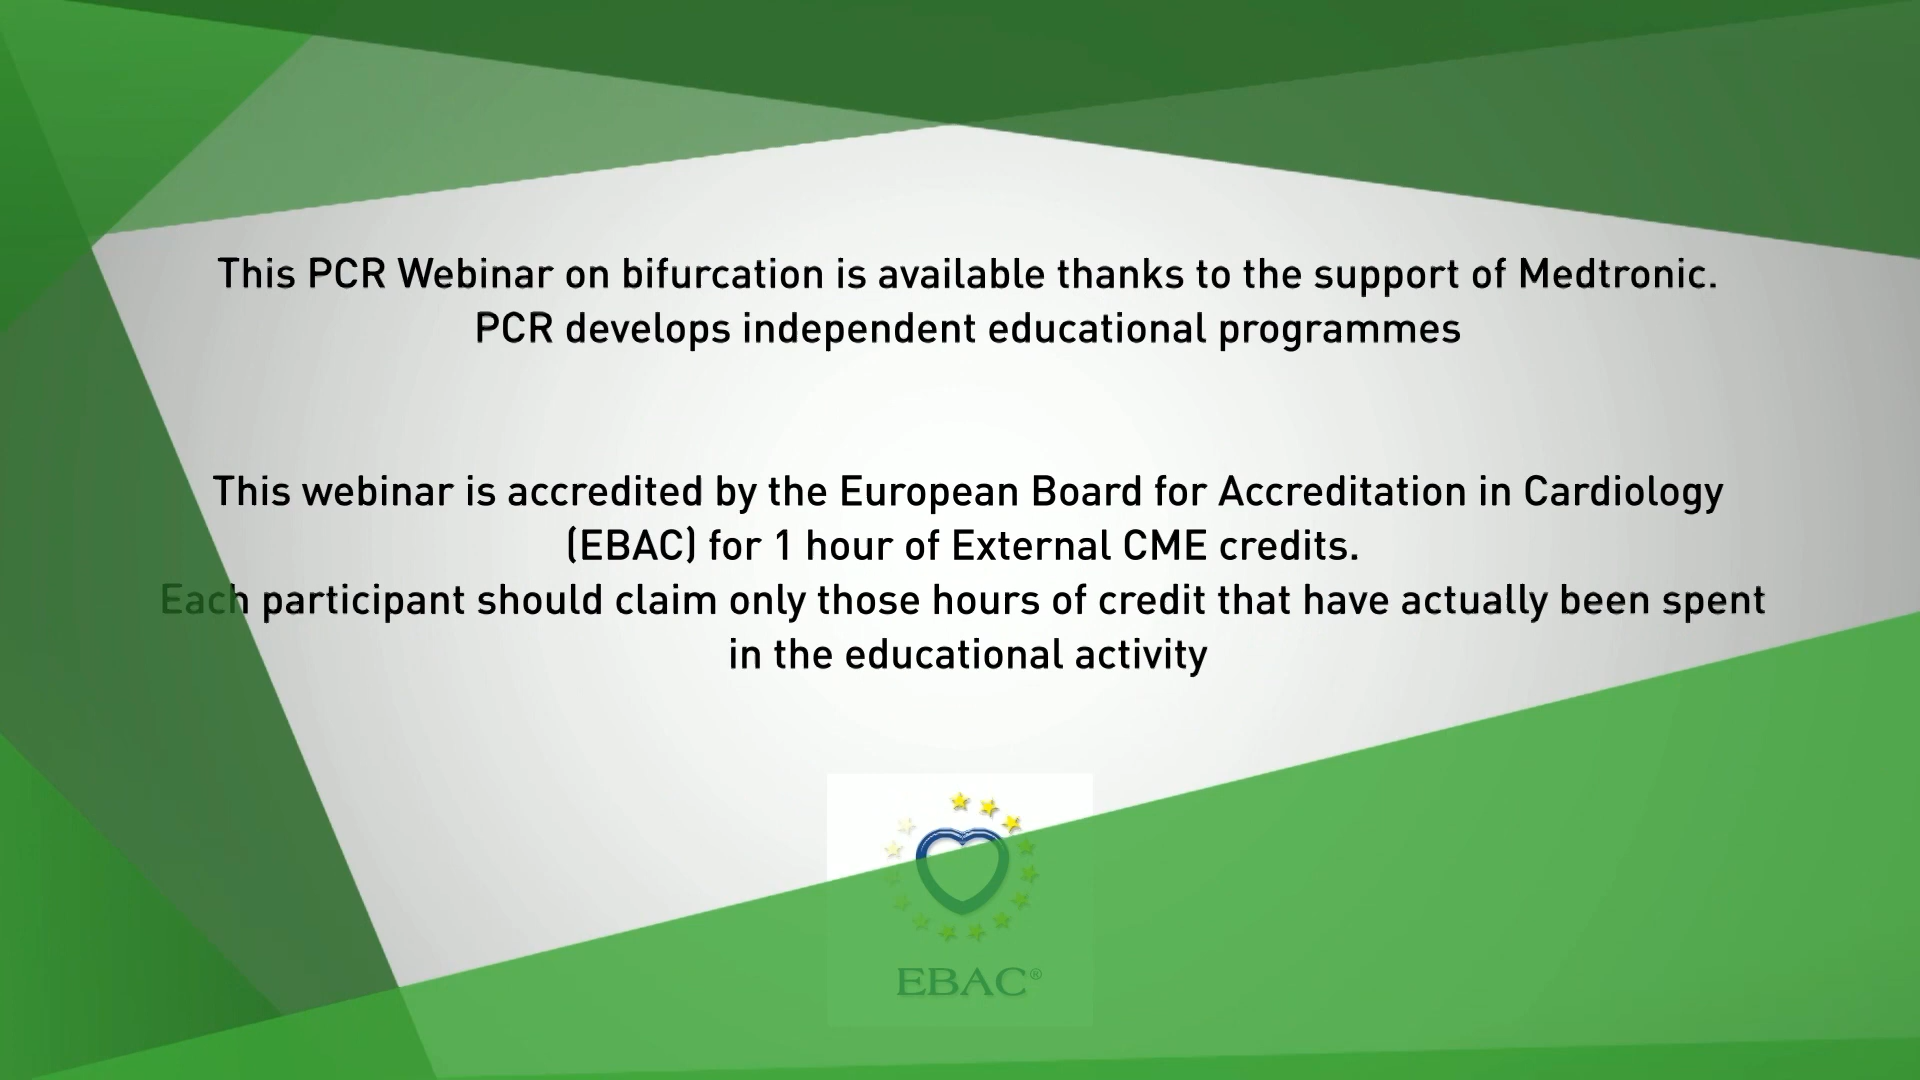 This PCR Webinar on bifurcation is available thanks to the support of Medtronic.
PCR develops independent educational programmes
This webinar is accredited by the European Board for Accreditation in Cardiology
(EBAC) for 1 hour of External CME credits.
Each participant should claim only those hours of credit that have actually been spent
in the educational activity
EBAC®